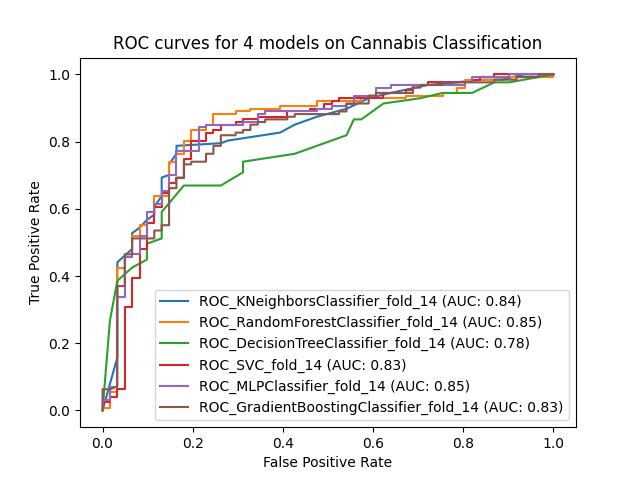 ROC curves for 4 models on Cannabis Classification
True Positive Rate
1.0
0.8
0.6
0.4
0.2
0.0
ROC_KNeighborsClassifier_fold_14 (AUC: 0.84)
ROC_RandomForestClassifier_fold_14 (AUC: 0.85)
ROC_DecisionTreeClassifier_fold_14 (AUC: 0.78)
ROC_SVC_fold_14 (AUC: 0.83)
ROC_MLPClassifier_fold_14 (AUC: 0.85)
ROC_GradientBoostingClassifier_fold_14 (AUC: 0.83)
0.0 0.2 0.4 0.6 0.8 1.0
False Positive Rate